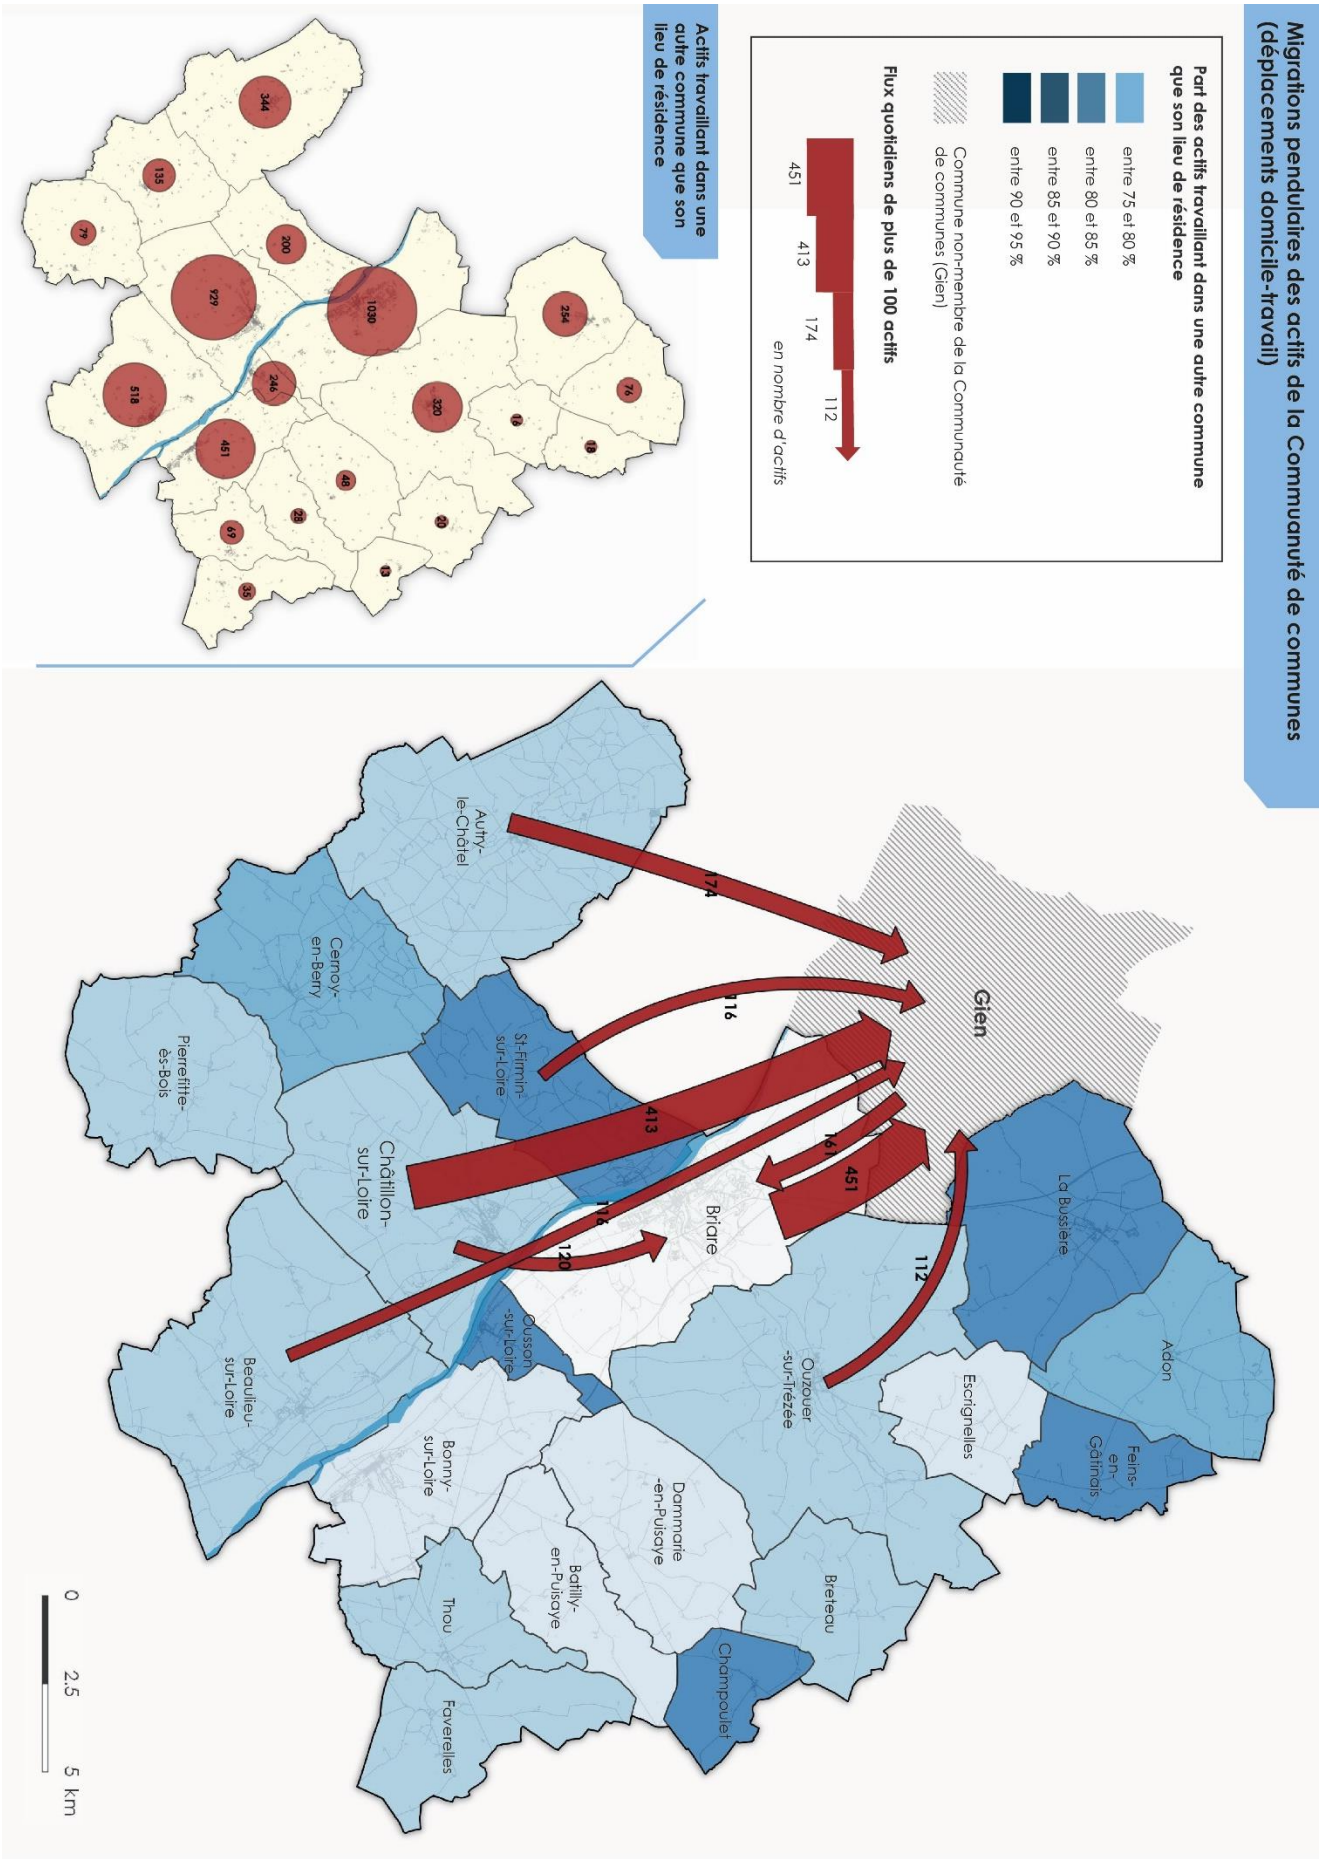 Migrations pendulaires des actifs de la Commuanuté de communes
(déplacements domicile-travail)
Part des actifs travaillant dans une autre commune
que son lieu de résidence
entre 75 et 80 %
entre 80 et 85 %
entre 85 et 90 %
entre 90 et 95 %
Commune non-membre de la Communauté
de communes (Gien)
Flux quotidiens de plus de 100 actifs
451
413
174
112
en nombre d'actifs
Actifs travaillant dans une
autre commune que son
lieu de résidence
254
76
18
16
1030
320
20
13
48
200
246
28
344
929
451
69
35
135
518
79
Gien
La Bussière
Adon
Feins-
en-
Gâtinais
Escrignelles
112
Ouzouer
-sur-Trézée
Breteau
Champoulet
174
116
161
451
Briare
413
116
120
Dammarie
-en-Puisaye
Batilly-
en-Puisaye
Ousson
-sur-Loire
St-Firmin-
sur-Loire
Autry-
le-Châtel
Cernoy-
en-Berry
Châtillon-
sur-Loire
Bonny-
sur-Loire
Thou
Faverelles
Beaulieu-
sur-Loire
Pierrefitte-
ès-Bois
0 2.5 5 km